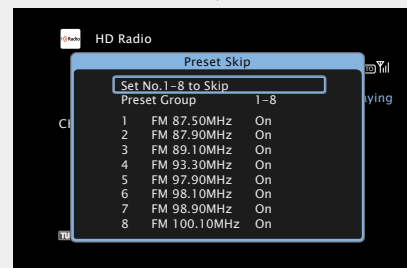 HD Radio
Preset Skip
Set No.1-8 to Skip
Preset Group 1-8
1 FM 87.50MHz On
2 FM 87.90MHz On
3 FM 89.10MHz On
4 FM 93.30MHz On
5 FM 97.90MHz On
6 FM 98.10MHz On
7 FM 98.90MHz On
8 FM 100.10MHz On